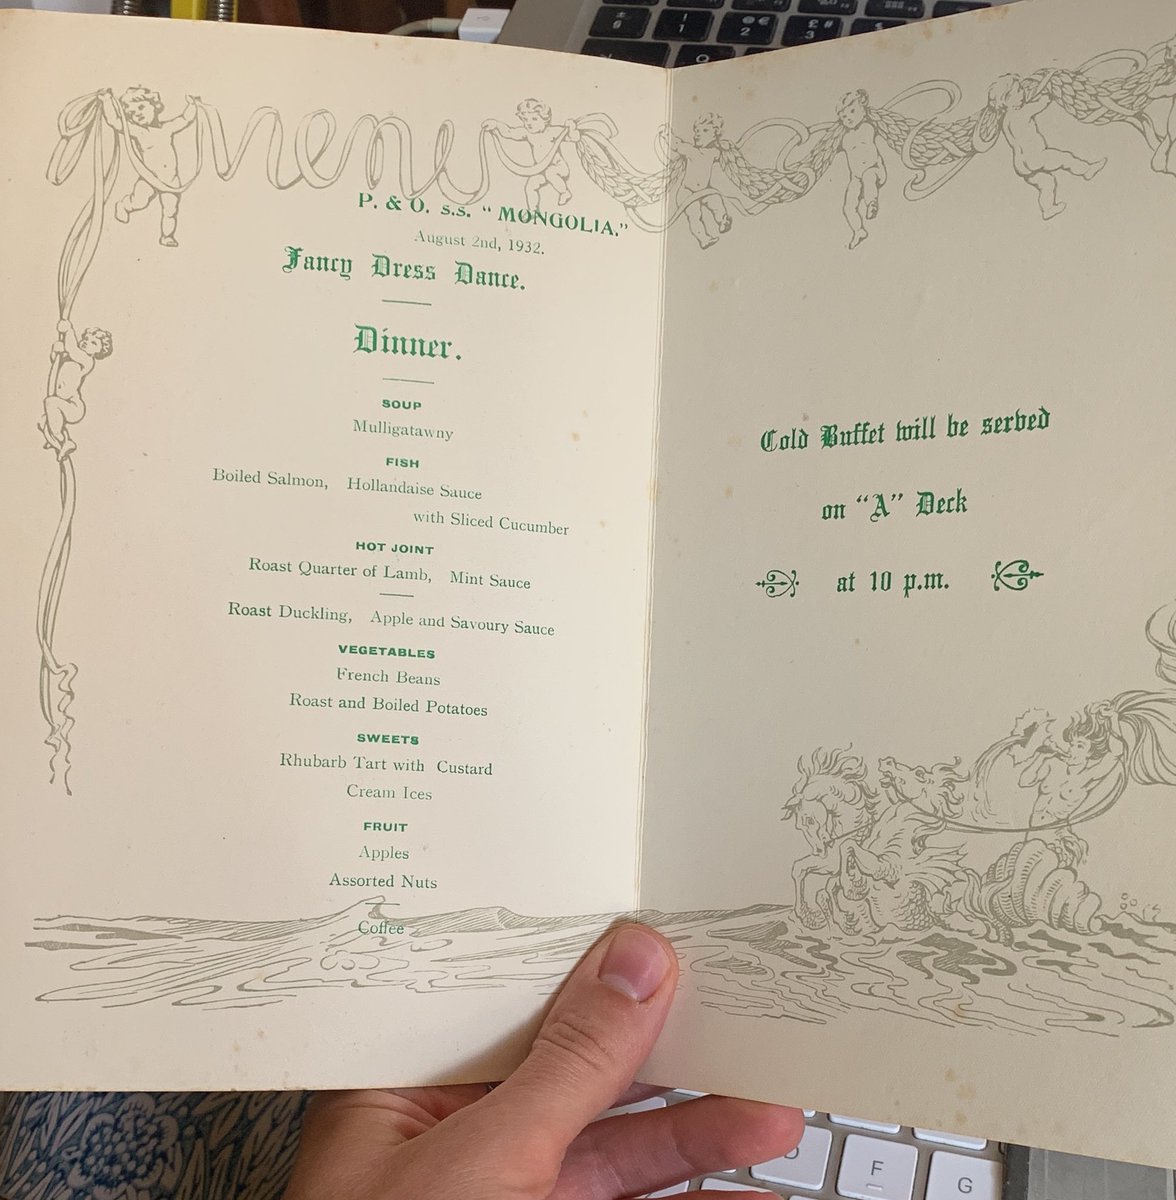 menu
P. & O. s.s. "MONGOLIA."
August 2nd, 1932.
Fancy Dress Dance.
Dinner.
SOUP
Mulligatawny
FISH
Boiled Salmon, Hollandaise Sauce
with Sliced Cucumber
HOT JOINT
Roast Quarter of Lamb, Mint Sauce
Roast Duckling, Apple and Savoury Sauce
VEGETABLES
French Beans
Roast and Boiled Potatoes
SWEETS
Rhubarb Tart with Custard
Cream Ices
FRUIT
Apples
Assorted Nuts
Coffee
Cold Buffet will be served
on "A" Deck
at 10 p.m.
F
G